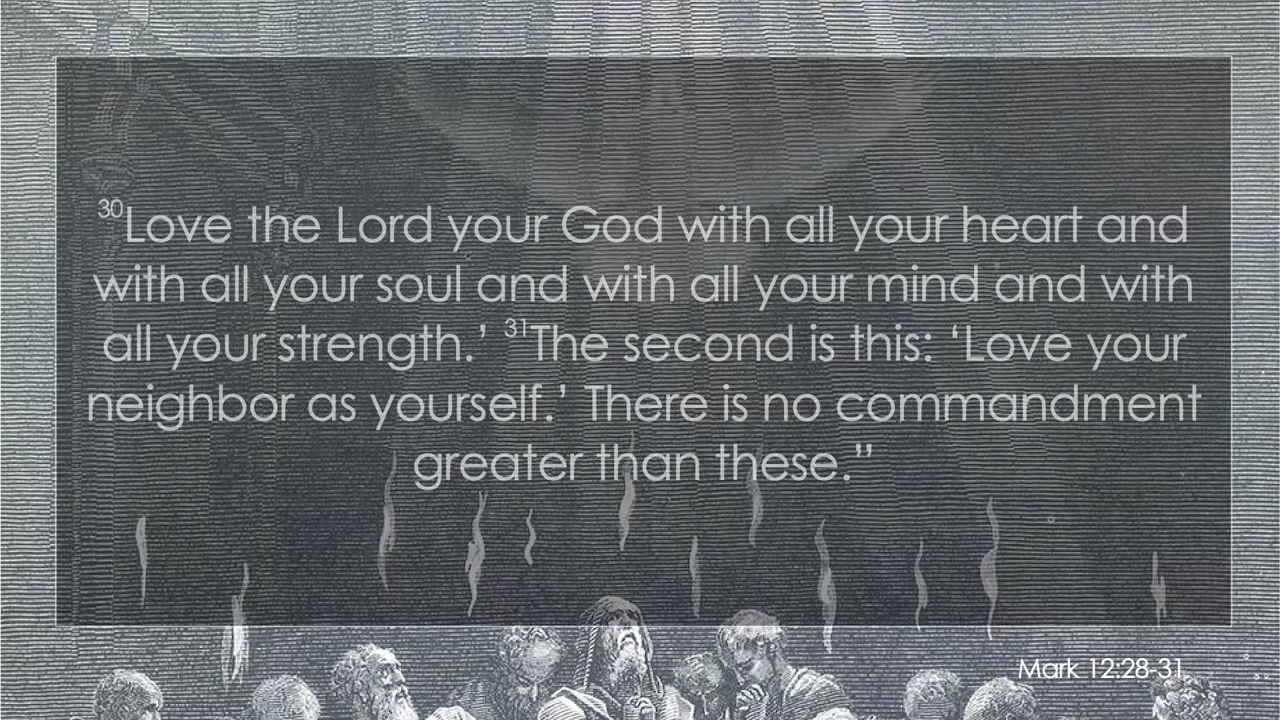 ³⁰Love the Lord your God with all your heart and
with all your soul and with all your mind and with
all your strength.’ ³¹The second is this: ‘Love your
neighbor as yourself.’ There is no commandment
greater than these.”
Mark 12:28-31